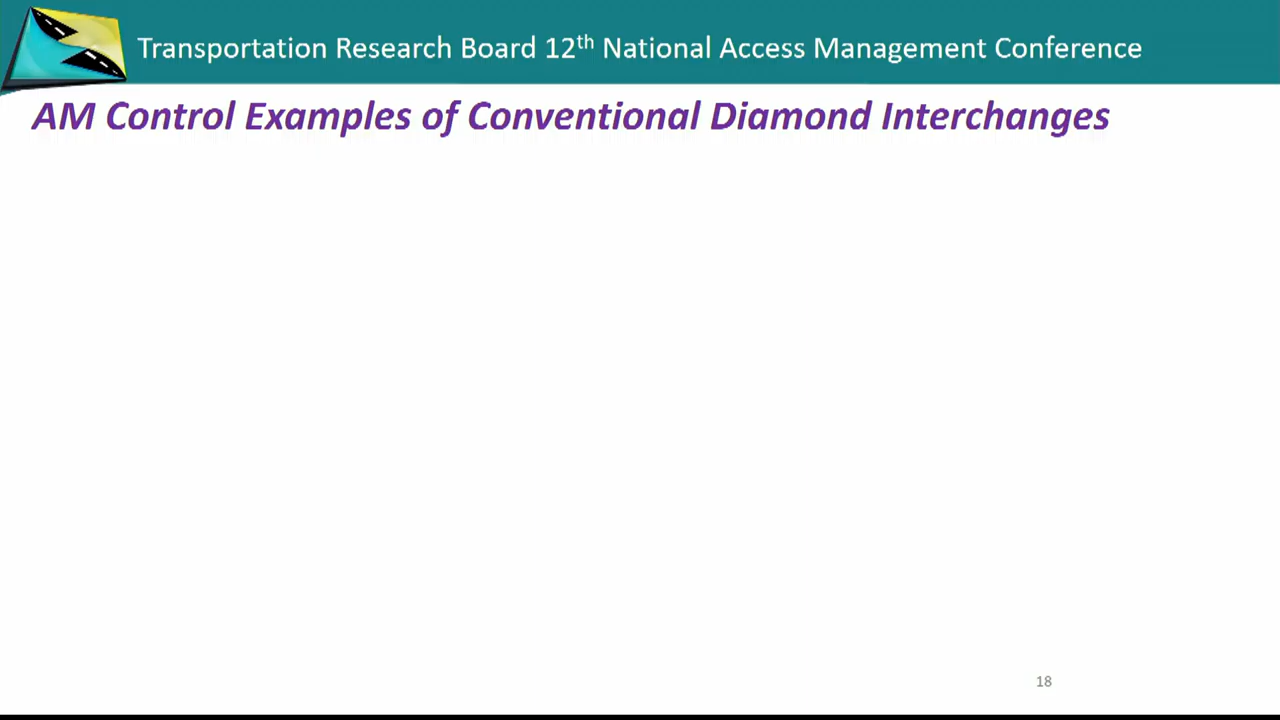 Transportation Research Board 12th National Access Management Conference
AM Control Examples of Conventional Diamond Interchanges
18